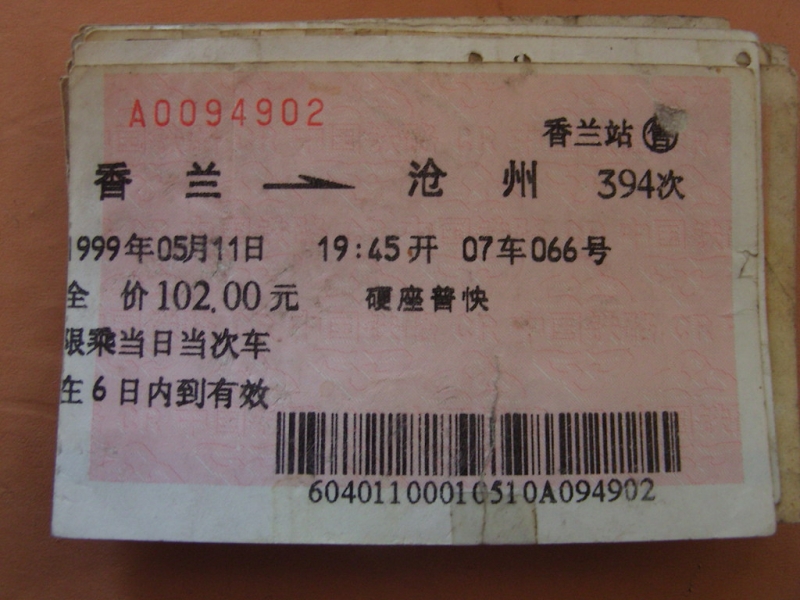 A0094902
香兰站 售
香兰 → 沧州 394次
1999年05月11日 19:45开 07车066号
全价102.00元 硬座普快
限乘当日当次车
在6日内到有效
60401100010510A094902